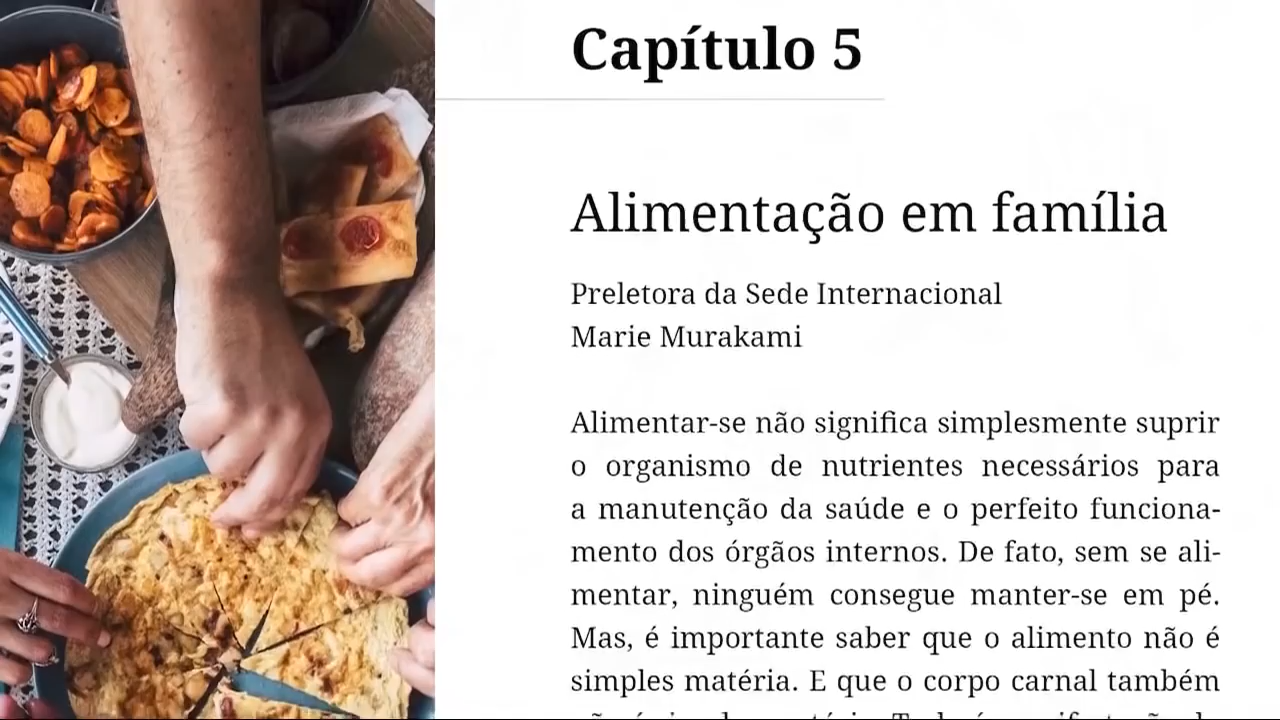 Capítulo 5
Alimentação em família
Preletora da Sede Internacional
Marie Murakami
Alimentar-se não significa simplesmente suprir
o organismo de nutrientes necessários para
a manutenção da saúde e o perfeito funciona-
mento dos órgãos internos. De fato, sem se ali-
mentar, ninguém consegue manter-se em pé.
Mas, é importante saber que o alimento não é
simples matéria. E que o corpo carnal também